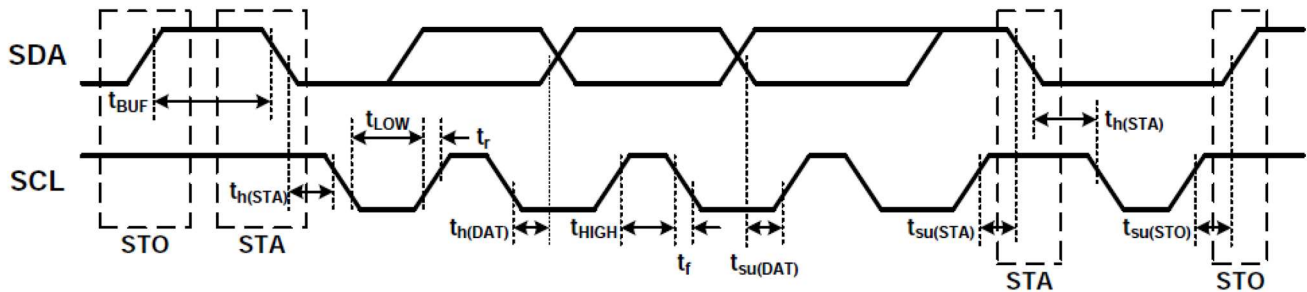 SDA
tBUF
tLOW
tr
th(STA)
SCL
th(STA)
th(DAT)
tHIGH
tf
tsu(DAT)
tsu(STA)
tsu(STO)
STO
STA
STA
STO